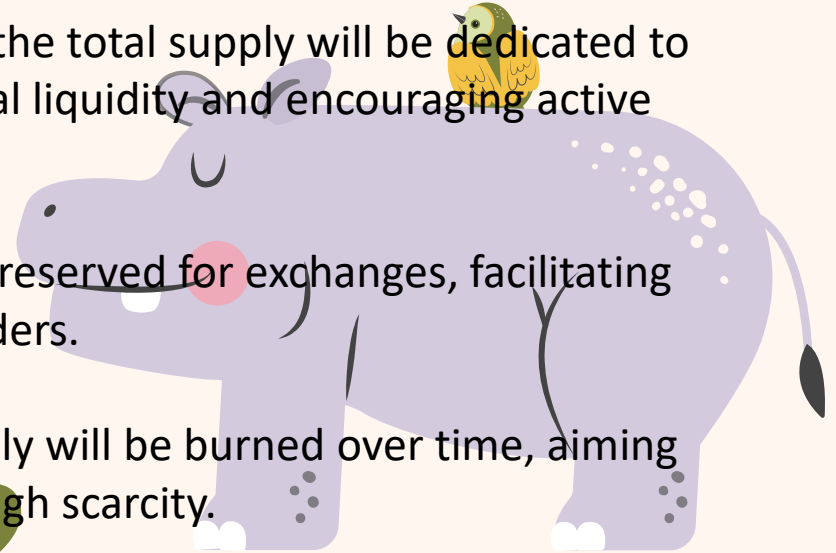 the total supply will be dedicated to
al liquidity and encouraging active
reserved for exchanges, facilitating
ders.
ly will be burned over time, aiming
gh scarcity.